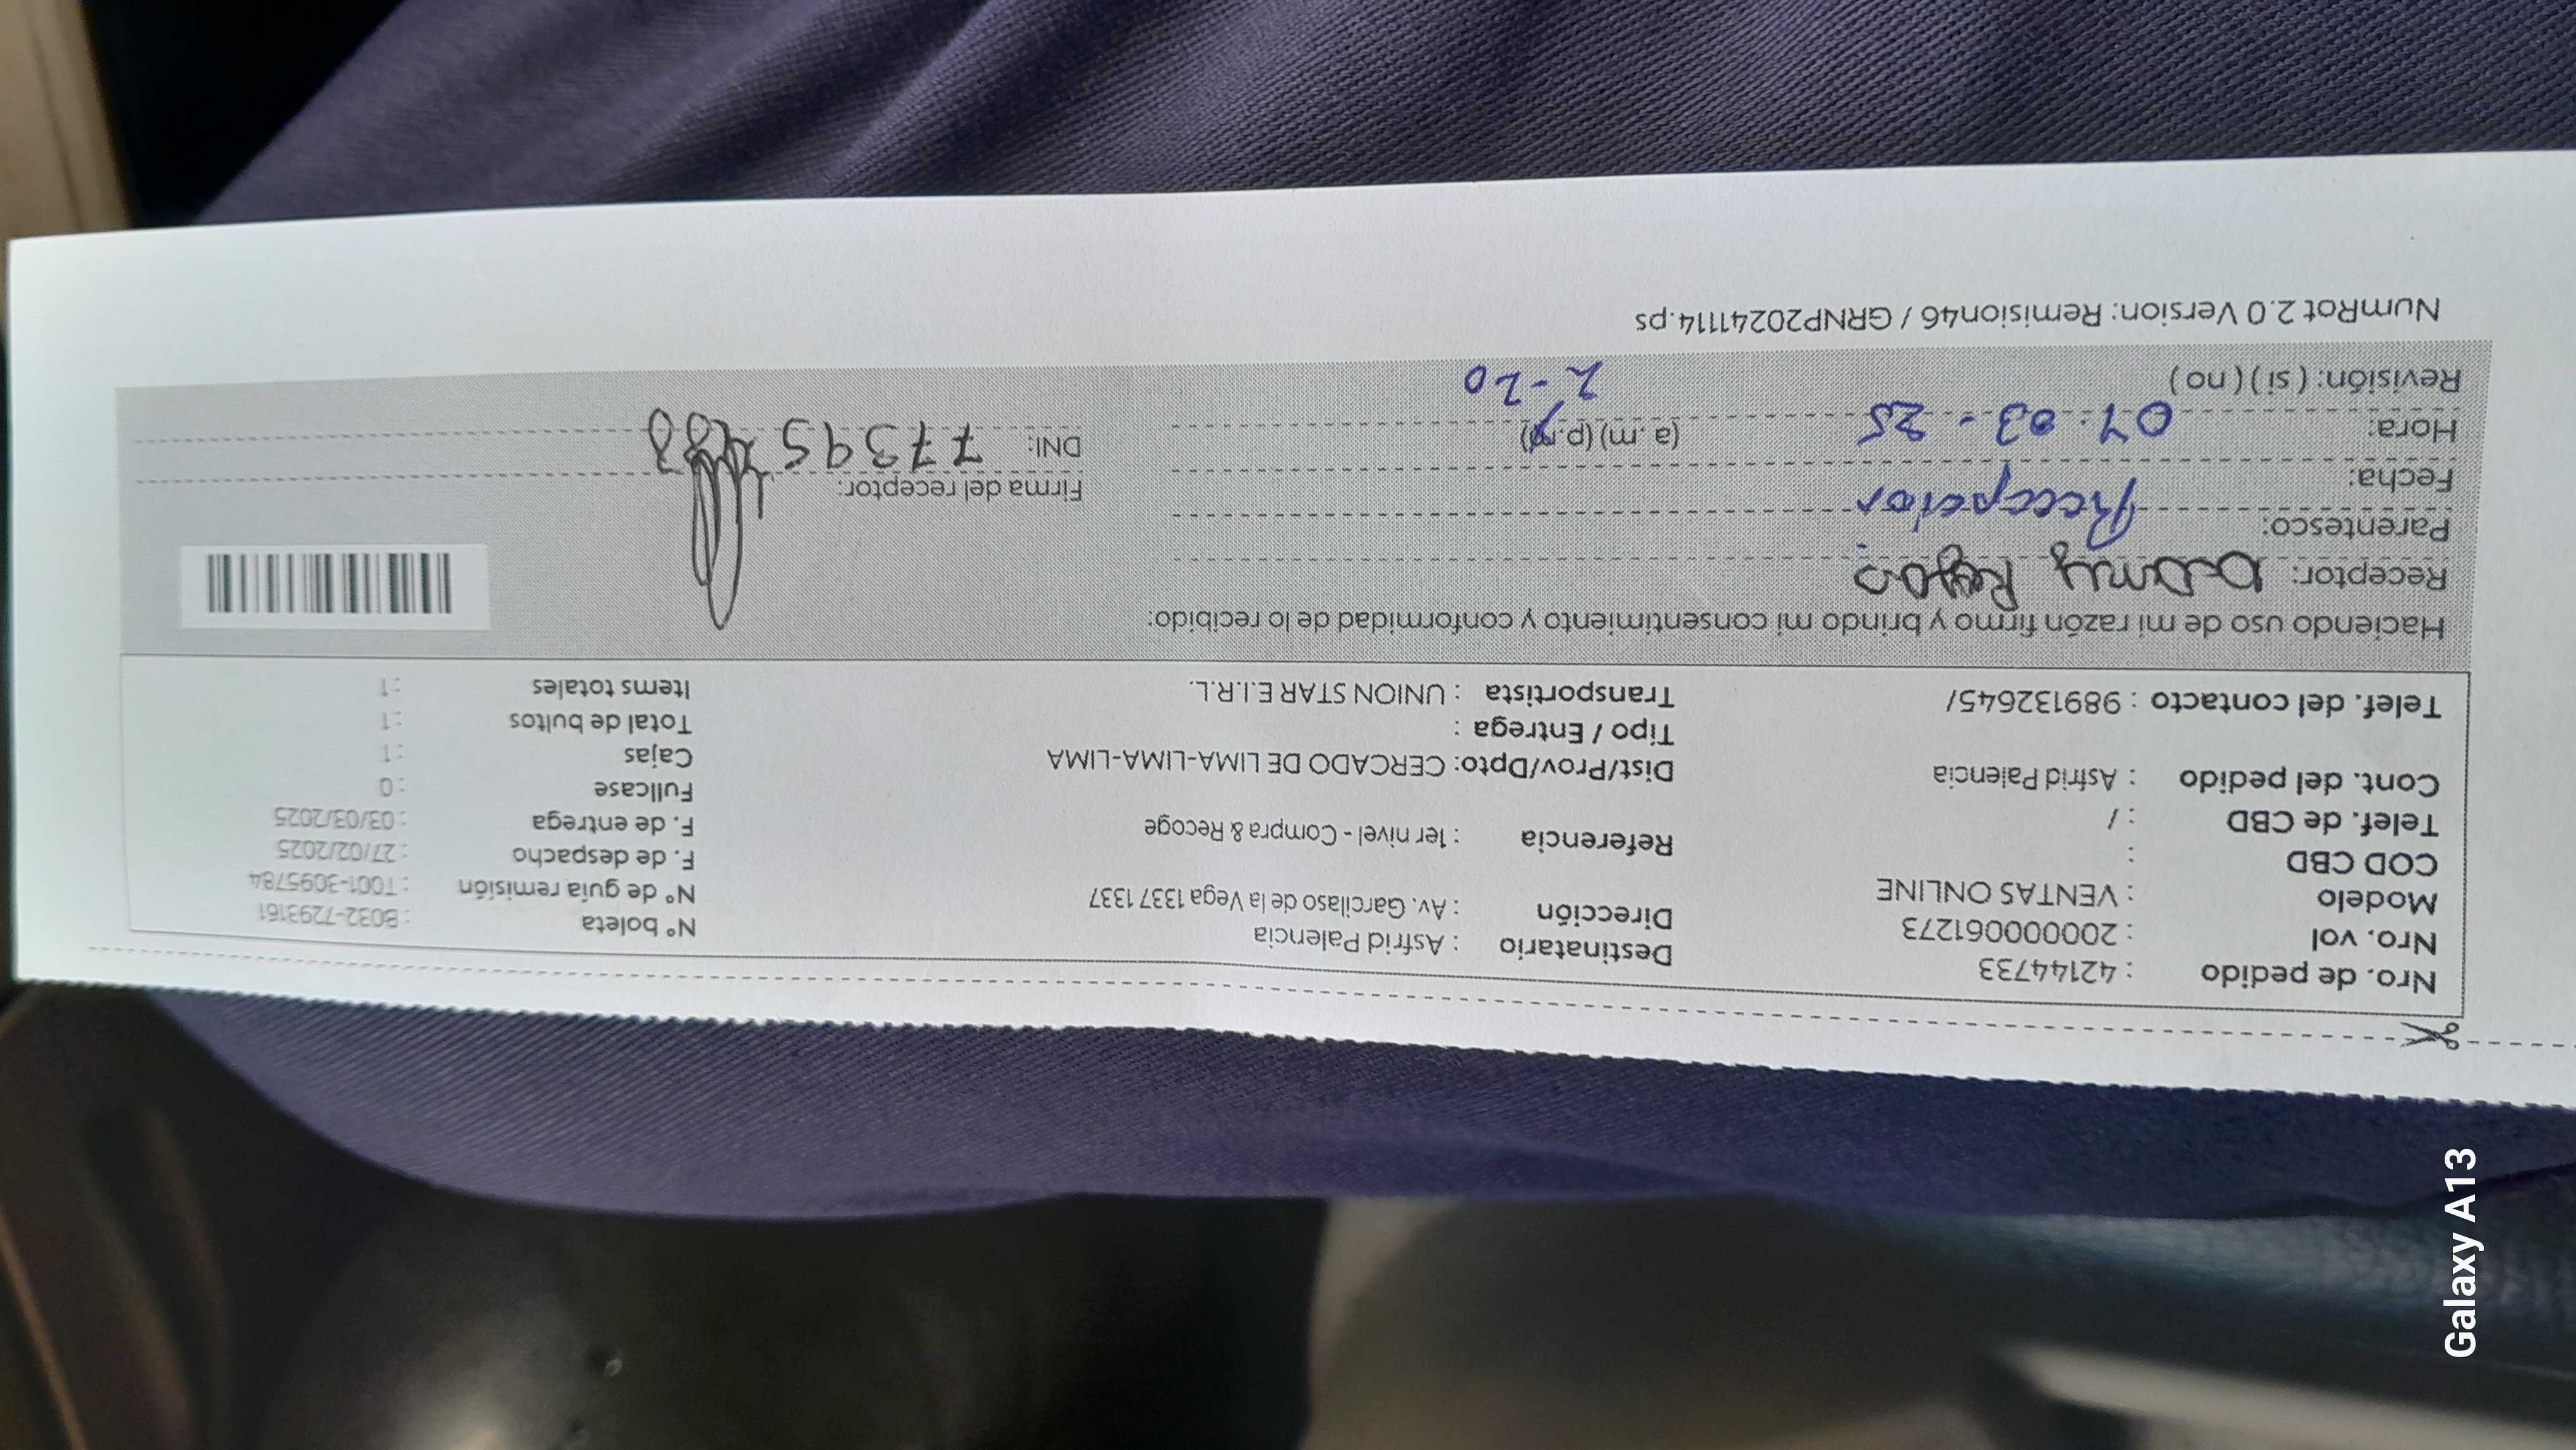 Nro. de pedido : 42144733
Nro. vol : 20000061273
Modelo : VENTAS ONLINE
COD CBD :
Telef. de CBD : /
Cont. del pedido : Asfrid Palencia
Telef. del contacto : 989132645/
Destinatario : Asfrid Palencia
Dirección : Av. Garcilaso de la Vega 1337 1337
Referencia : 1er nivel - Compra & Recoge
Dist/Prov/Dpto: CERCADO DE LIMA-LIMA-LIMA
Tipo / Entrega :
Transportista : UNION STAR E.I.R.L.
N° boleta : B032-7293161
N° de guía remisión : T001-3095784
F. de despacho : 27/02/2025
F. de entrega : 03/03/2025
Fullcase : 0
Cajas : 1
Total de bultos : 1
Items totales : 1
Haciendo uso de mi razón firmo y brindo mi consentimiento y conformidad de lo recibido:
Receptor:
Parentesco: Receptor
Fecha:
Hora: 07-03-25 (a .m) (p.m)
2-20
Revisión: ( si ) ( no )
Firma del receptor:
DNI:
NumRot 2.0 Version: Remision46 / GRNP20241114.ps
Galaxy A13